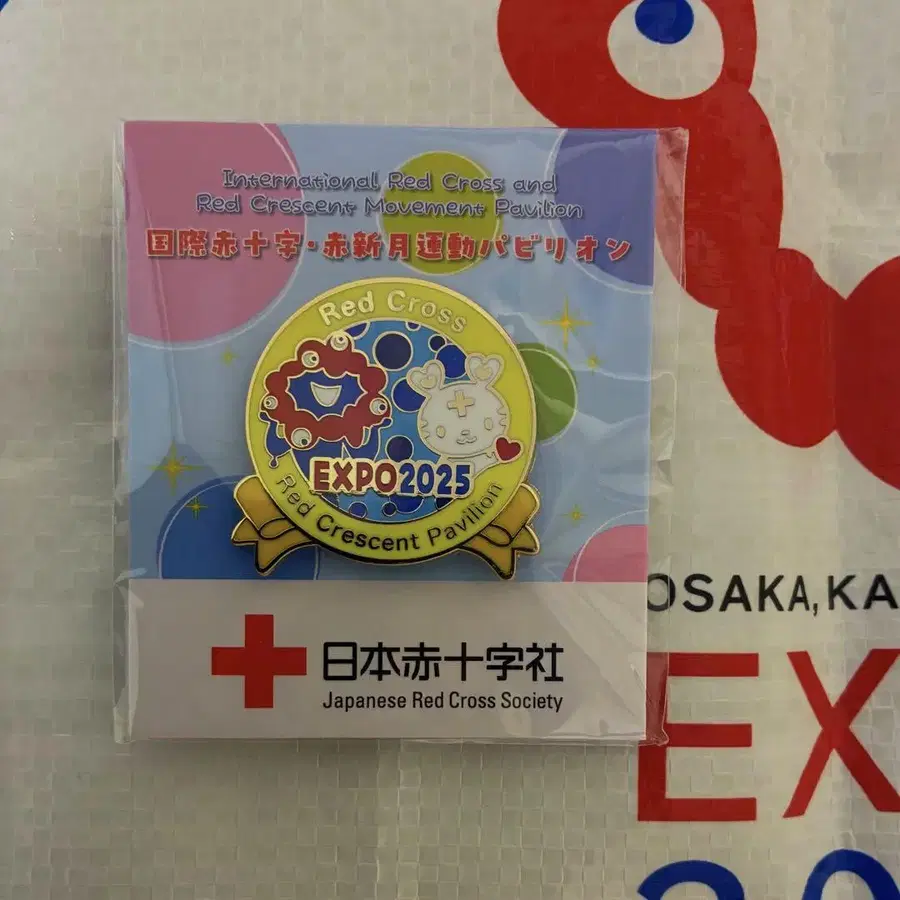 International Red Cross and
Red Crescent Movement Pavilion
国際赤十字・赤新月運動パビリオン
Red Cross
EXPO2025
Red Crescent Pavilion
日本赤十字社
Japanese Red Cross Society
OSAKA, KA
EX
20